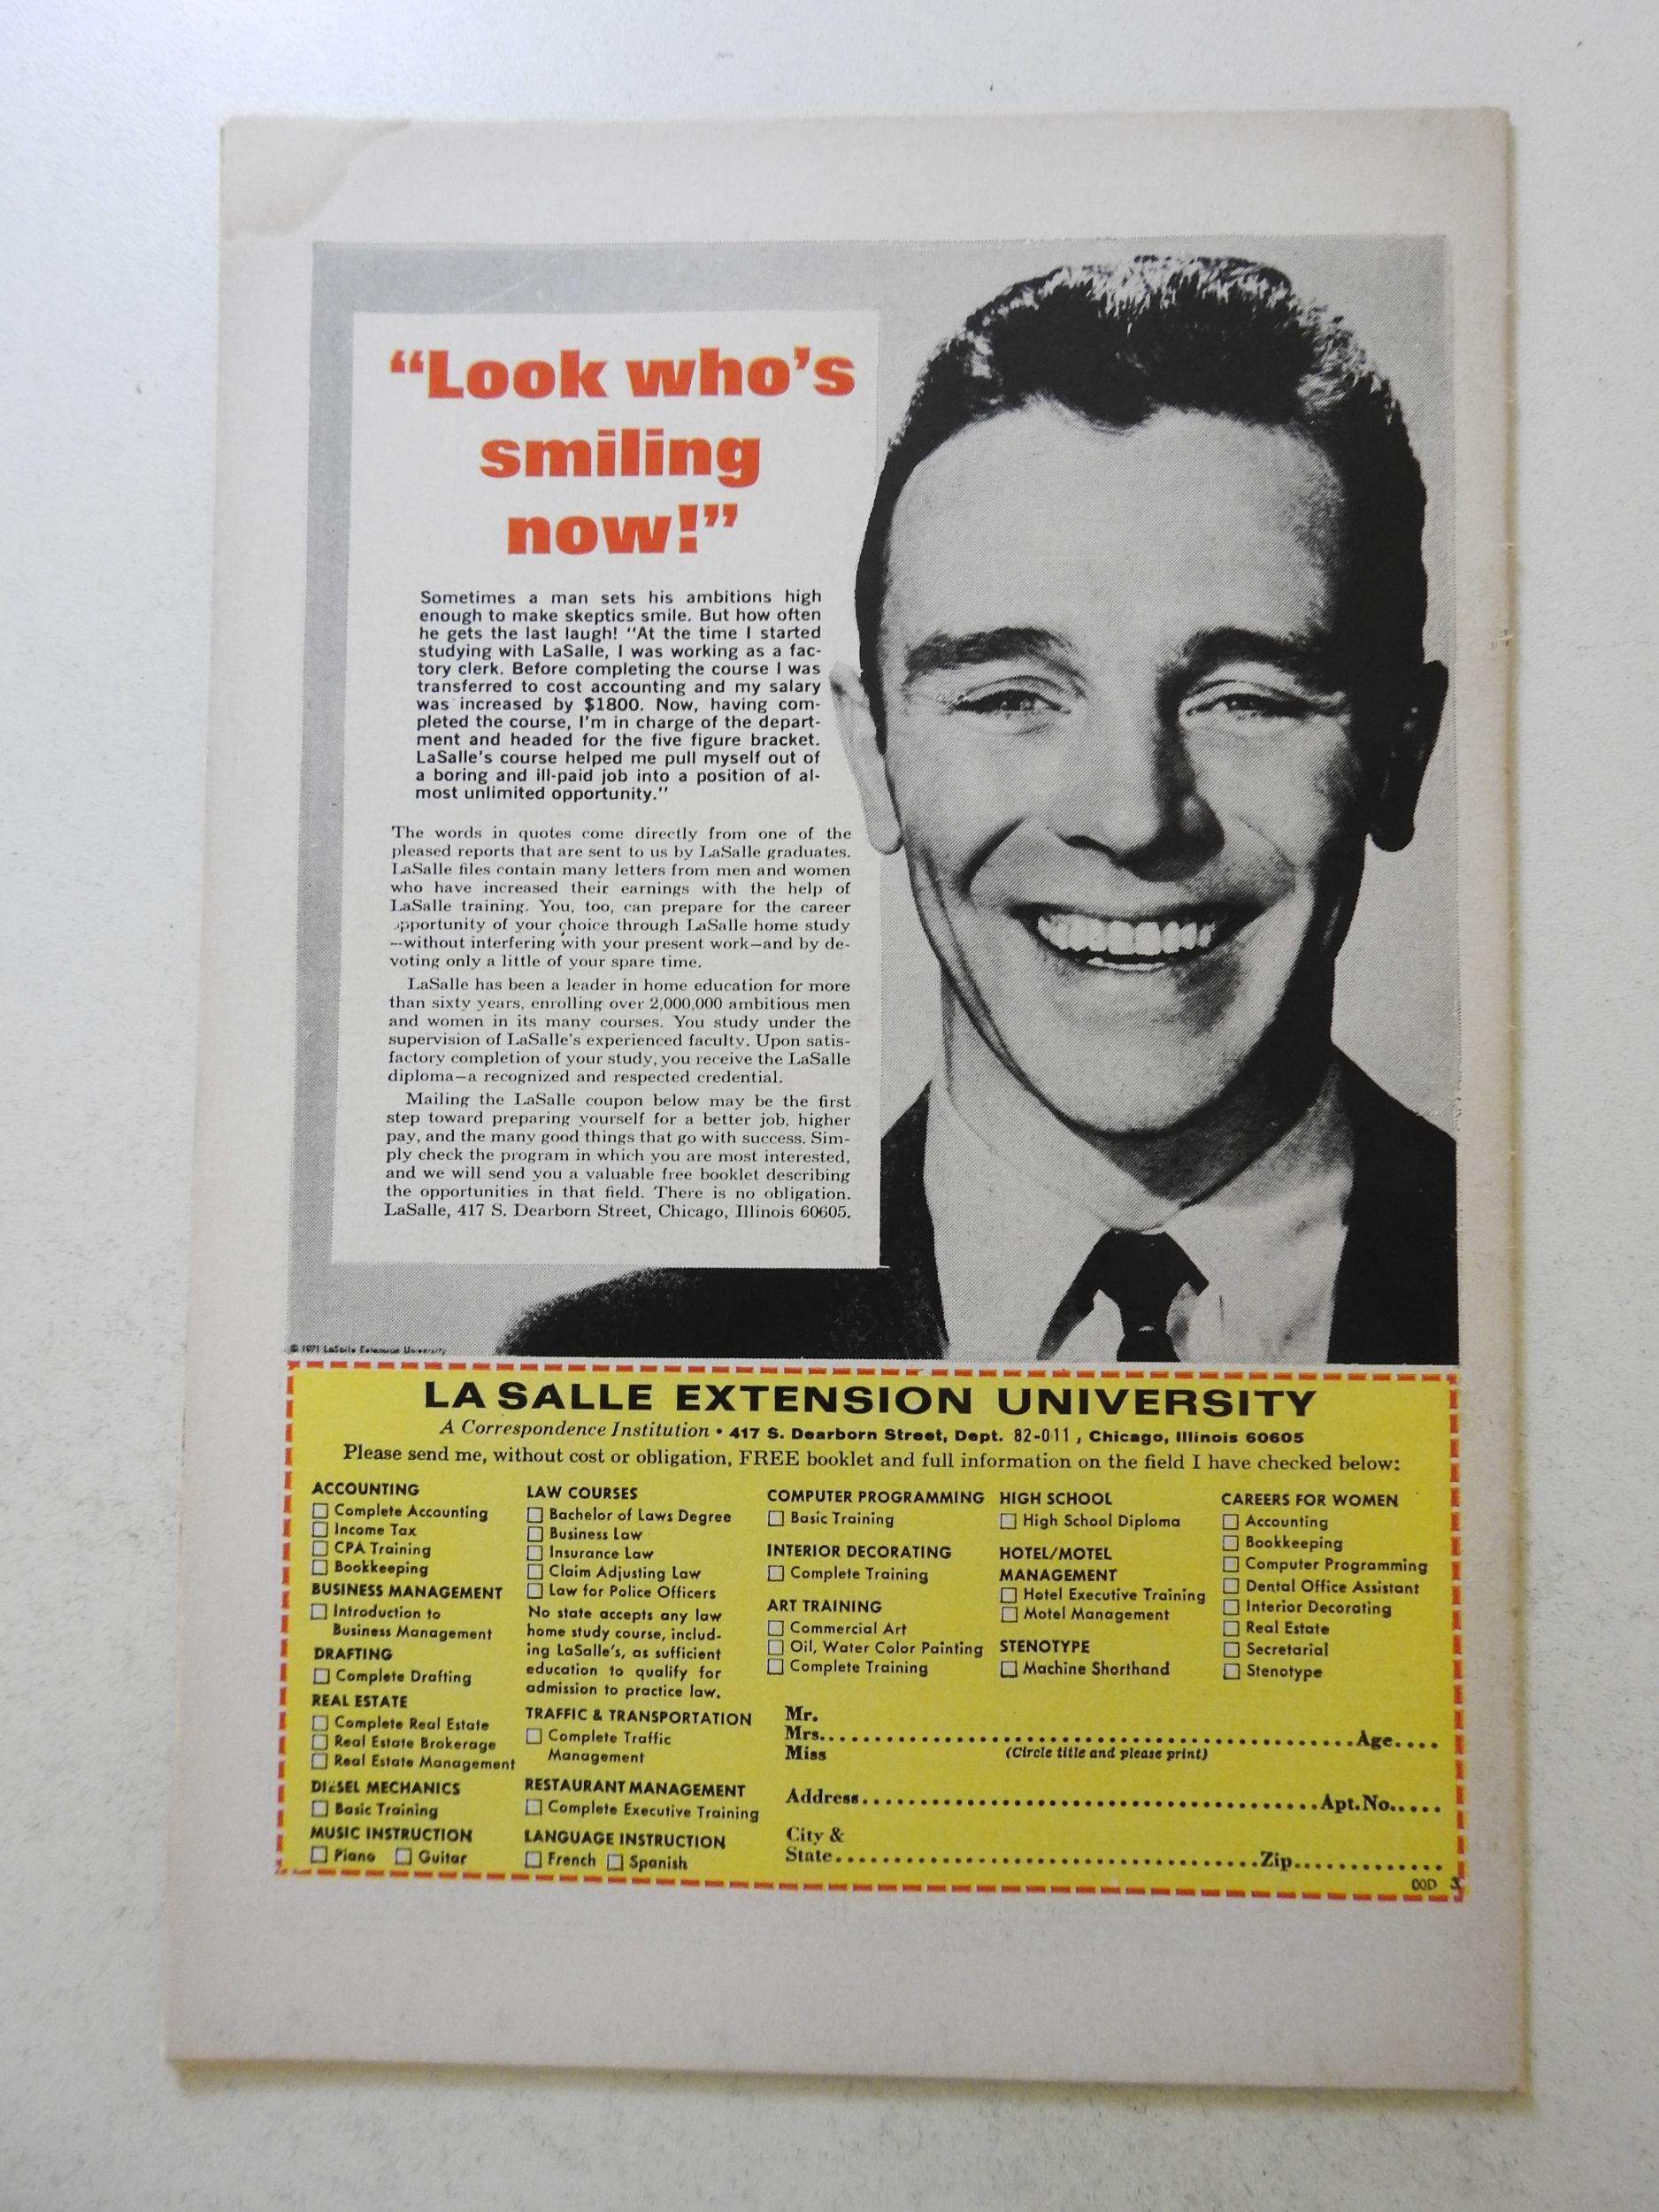 “Look who’s
smiling
now!”
Sometimes a man sets his ambitions high
enough to make skeptics smile. But how often
he gets the last laugh! “At the time I started
studying with LaSalle, I was working as a fac-
tory clerk. Before completing the course I was
transferred to cost accounting and my salary
was increased by $1800. Now, having com-
pleted the course, I’m in charge of the depart-
ment and headed for the five figure bracket.
LaSalle’s course helped me pull myself out of
a boring and ill-paid job into a position of al-
most unlimited opportunity.”
The words in quotes come directly from one of the
pleased reports that are sent to us by LaSalle graduates.
LaSalle files contain many letters from men and women
who have increased their earnings with the help of
LaSalle training. You, too, can prepare for the career
opportunity of your choice through LaSalle home study
—without interfering with your present work—and by de-
voting only a little of your spare time.
LaSalle has been a leader in home education for more
than sixty years, enrolling over 2,000,000 ambitious men
and women in its many courses. You study under the
supervision of LaSalle’s experienced faculty. Upon satis-
factory completion of your study, you receive the LaSalle
diploma—a recognized and respected credential.
Mailing the LaSalle coupon below may be the first
step toward preparing yourself for a better job, higher
pay, and the many good things that go with success. Sim-
ply check the program in which you are most interested,
and we will send you a valuable free booklet describing
the opportunities in that field. There is no obligation.
LaSalle, 417 S. Dearborn Street, Chicago, Illinois 60605.
© 1971 LaSalle Extension University
LA SALLE EXTENSION UNIVERSITY
A Correspondence Institution • 417 S. Dearborn Street, Dept. 82-011, Chicago, Illinois 60605
Please send me, without cost or obligation, FREE booklet and full information on the field I have checked below:
ACCOUNTING
Complete Accounting
Income Tax
CPA Training
Bookkeeping
BUSINESS MANAGEMENT
Introduction to
Business Management
DRAFTING
Complete Drafting
REAL ESTATE
Complete Real Estate
Real Estate Brokerage
Real Estate Management
DIESEL MECHANICS
Basic Training
MUSIC INSTRUCTION
Piano Guitar
LAW COURSES
Bachelor of Laws Degree
Business Law
Insurance Law
Claim Adjusting Law
Law for Police Officers
No state accepts any law
home study course, includ-
ing LaSalle’s, as sufficient
education to qualify for
admission to practice law.
TRAFFIC & TRANSPORTATION
Complete Traffic
Management
RESTAURANT MANAGEMENT
Complete Executive Training
LANGUAGE INSTRUCTION
French Spanish
COMPUTER PROGRAMMING
Basic Training
INTERIOR DECORATING
Complete Training
ART TRAINING
Commercial Art
Oil, Water Color Painting
Complete Training
HIGH SCHOOL
High School Diploma
HOTEL/MOTEL
MANAGEMENT
Hotel Executive Training
Motel Management
STENOTYPE
Machine Shorthand
CAREERS FOR WOMEN
Accounting
Bookkeeping
Computer Programming
Dental Office Assistant
Interior Decorating
Real Estate
Secretarial
Stenotype
Mr.
Mrs. Age
Miss (Circle title and please print)
Address Apt.No.
City &
State Zip
00D 3